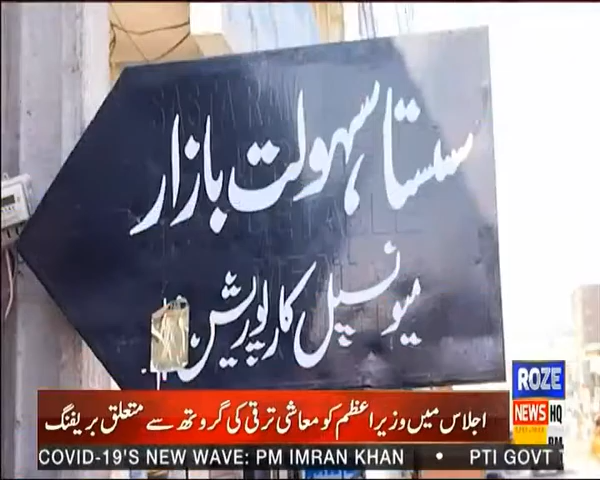 سستا سہولت بازار
میونسپل کارپوریش
ROZE
NEWS HQ
اجلاس میں وزیراعظم کو معاشی ترقی کی گروتھ سے متعلق بریفنگ
COVID-19'S NEW WAVE: PM IMRAN KHAN • PTI GOVT